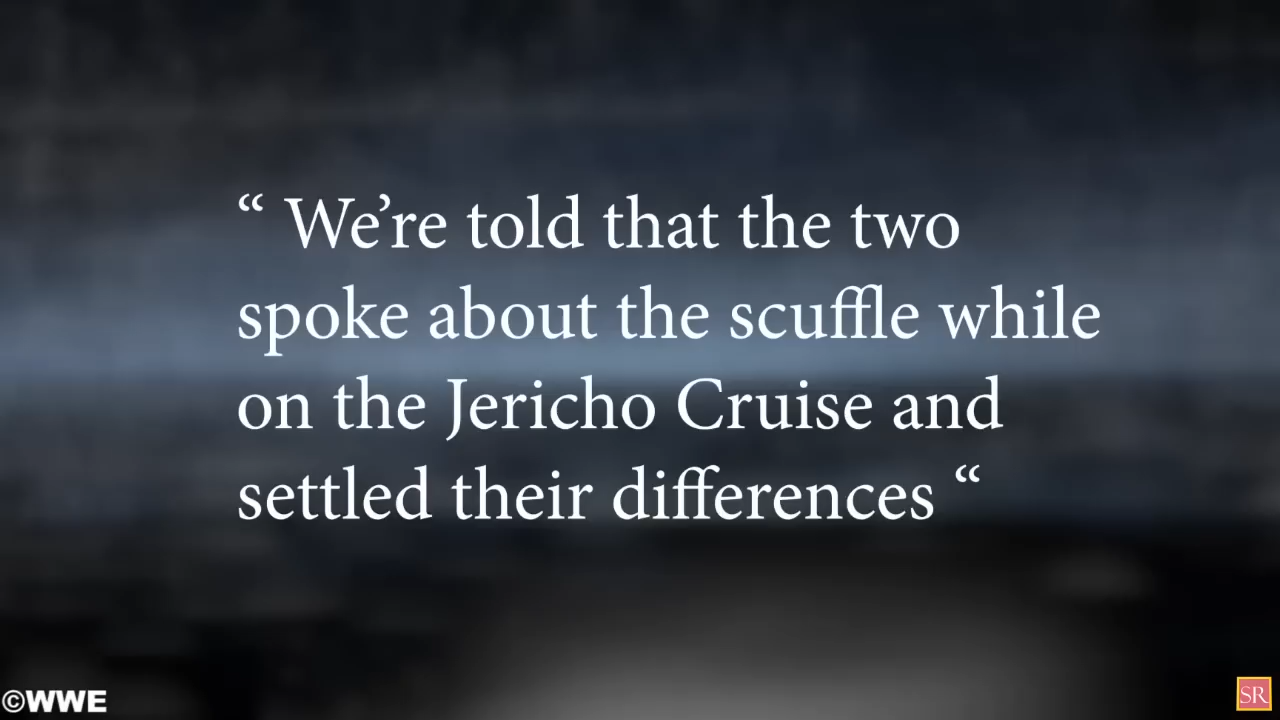 “ We’re told that the two
spoke about the scuffle while
on the Jericho Cruise and
settled their differences “
©WWE
SR